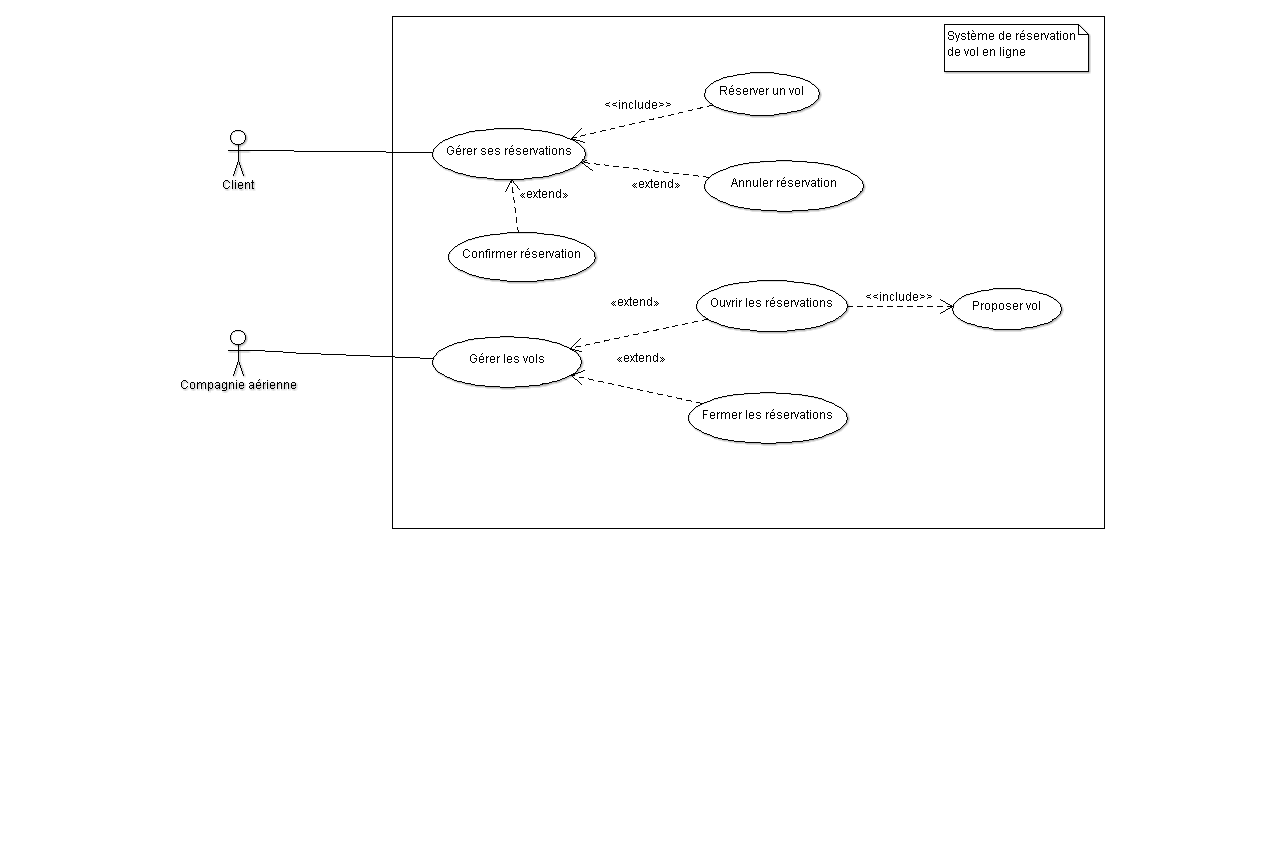 Système de réservation
de vol en ligne
Réserver un vol
<<include>>
Gérer ses réservations
Client
Annuler réservation
«extend»
«extend»
Confirmer réservation
«extend»
Ouvrir les réservations
<<include>>
Proposer vol
Gérer les vols
«extend»
Compagnie aérienne
Fermer les réservations